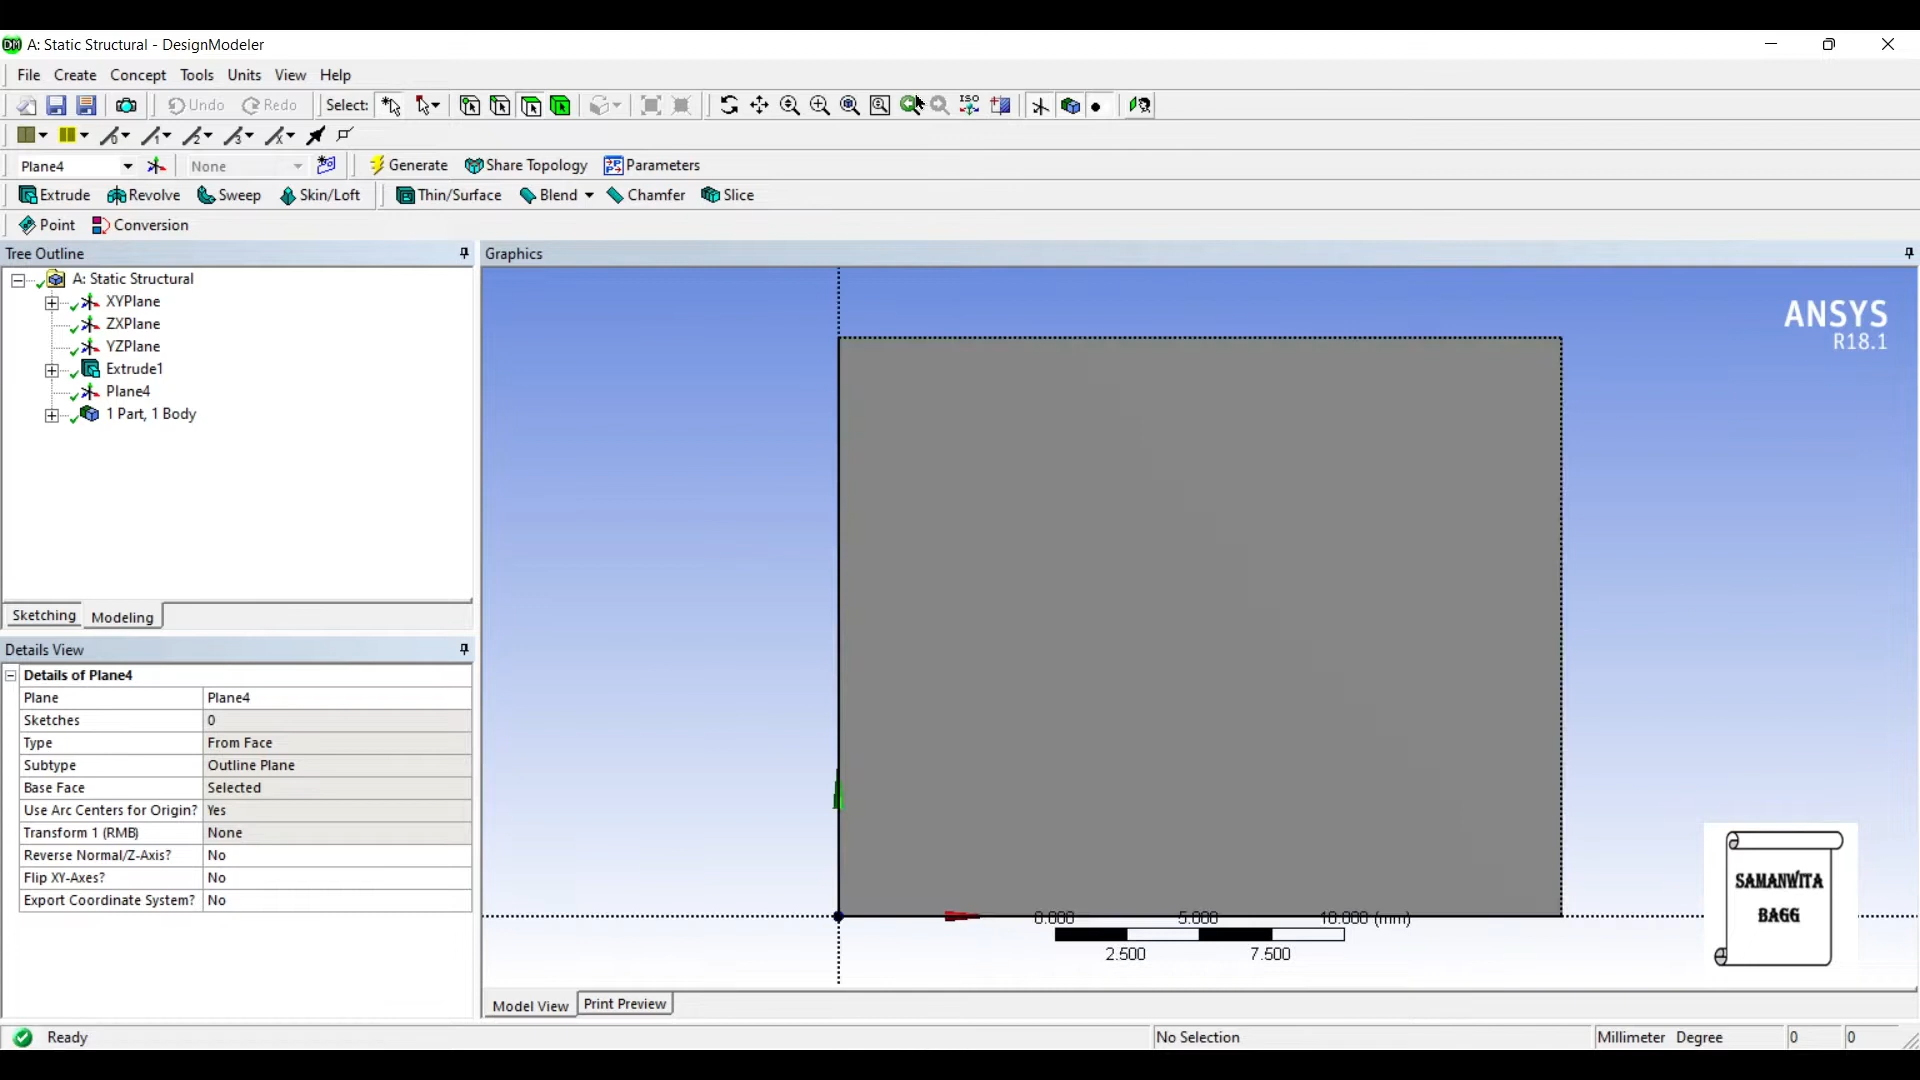 A: Static Structural - DesignModeler
File Create Concept Tools Units View Help
Undo Redo Select: ISO
Plane4 None Generate Share Topology Parameters
Extrude Revolve Sweep Skin/Loft Thin/Surface Blend Chamfer Slice
Point Conversion
Tree Outline
A: Static Structural
XYPlane
ZXPlane
YZPlane
Extrude1
Plane4
1 Part, 1 Body
Sketching Modeling
Details View
Details of Plane4
Plane Plane4
Sketches 0
Type From Face
Subtype Outline Plane
Base Face Selected
Use Arc Centers for Origin? Yes
Transform 1 (RMB) None
Reverse Normal/Z-Axis? No
Flip XY-Axes? No
Export Coordinate System? No
Graphics
ANSYS
R18.1
0.000 5.000 10.000 (mm)
2.500 7.500
SAMANWITA
BAGG
Model View Print Preview
Ready No Selection Millimeter Degree 0 0